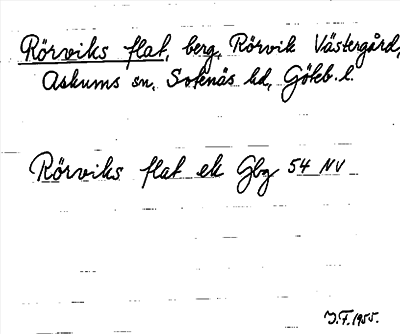 Rörviks flat, berg, Rörvik Västergård,
Askums sn, Sotenäs hd, Göteb. l.
Rörviks flat ek Gbg 54 NV
J.F. 1955.